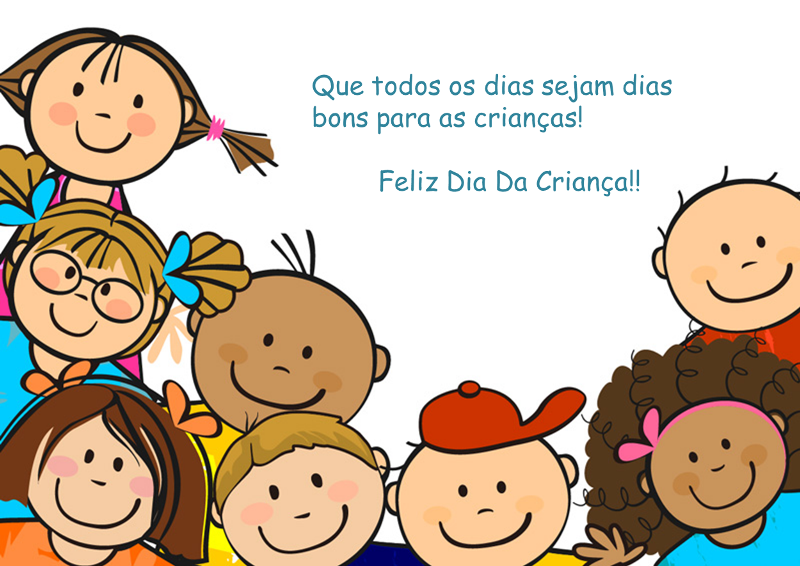 Que todos os dias sejam dias
bons para as crianças!
Feliz Dia Da Criança!!